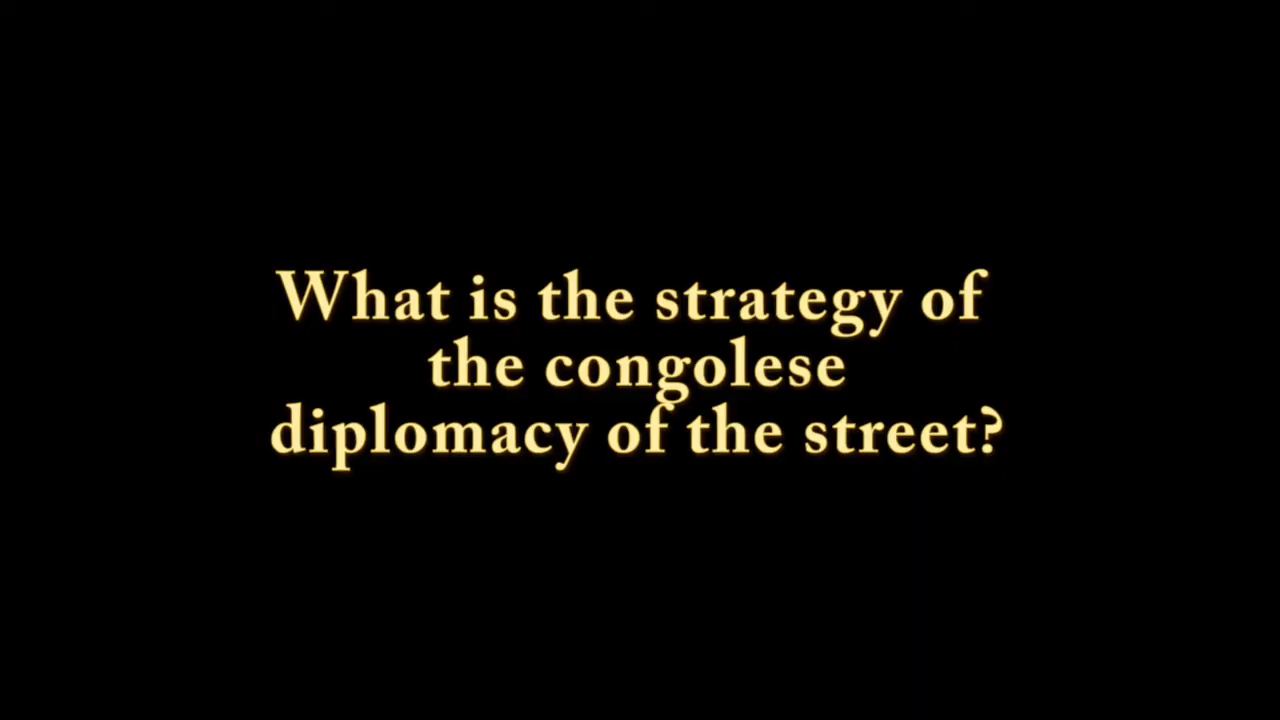 What is the strategy of
the congolese
diplomacy of the street?